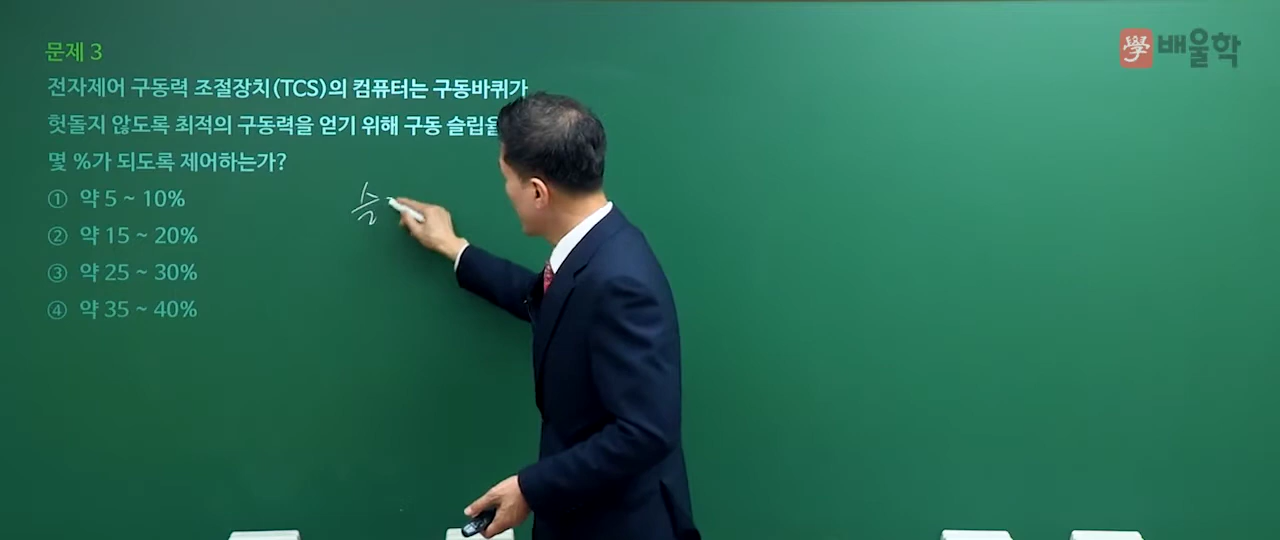 문제 3
전자제어 구동력 조절장치(TCS)의 컴퓨터는 구동바퀴가
헛돌지 않도록 최적의 구동력을 얻기 위해 구동 슬립을
몇 %가 되도록 제어하는가?
① 약 5 ~ 10%
② 약 15 ~ 20%
③ 약 25 ~ 30%
④ 약 35 ~ 40%
슬
學 배울학